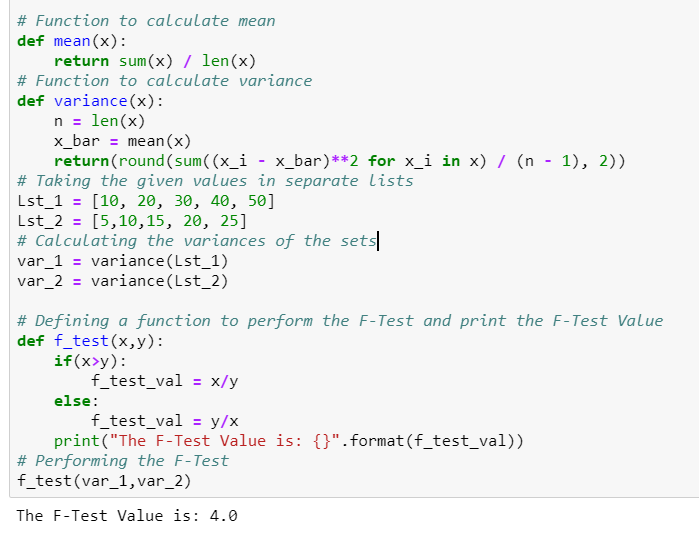 # Function to calculate mean
def mean(x):
    return sum(x) / len(x)
# Function to calculate variance
def variance(x):
    n = len(x)
    x_bar = mean(x)
    return(round(sum((x_i - x_bar)**2 for x_i in x) / (n - 1), 2))
# Taking the given values in separate lists
Lst_1 = [10, 20, 30, 40, 50]
Lst_2 = [5,10,15, 20, 25]
# Calculating the variances of the sets
var_1 = variance(Lst_1)
var_2 = variance(Lst_2)

# Defining a function to perform the F-Test and print the F-Test Value
def f_test(x,y):
    if(x>y):
        f_test_val = x/y
    else:
        f_test_val = y/x
    print("The F-Test Value is: {}".format(f_test_val))
# Performing the F-Test
f_test(var_1,var_2)
The F-Test Value is: 4.0